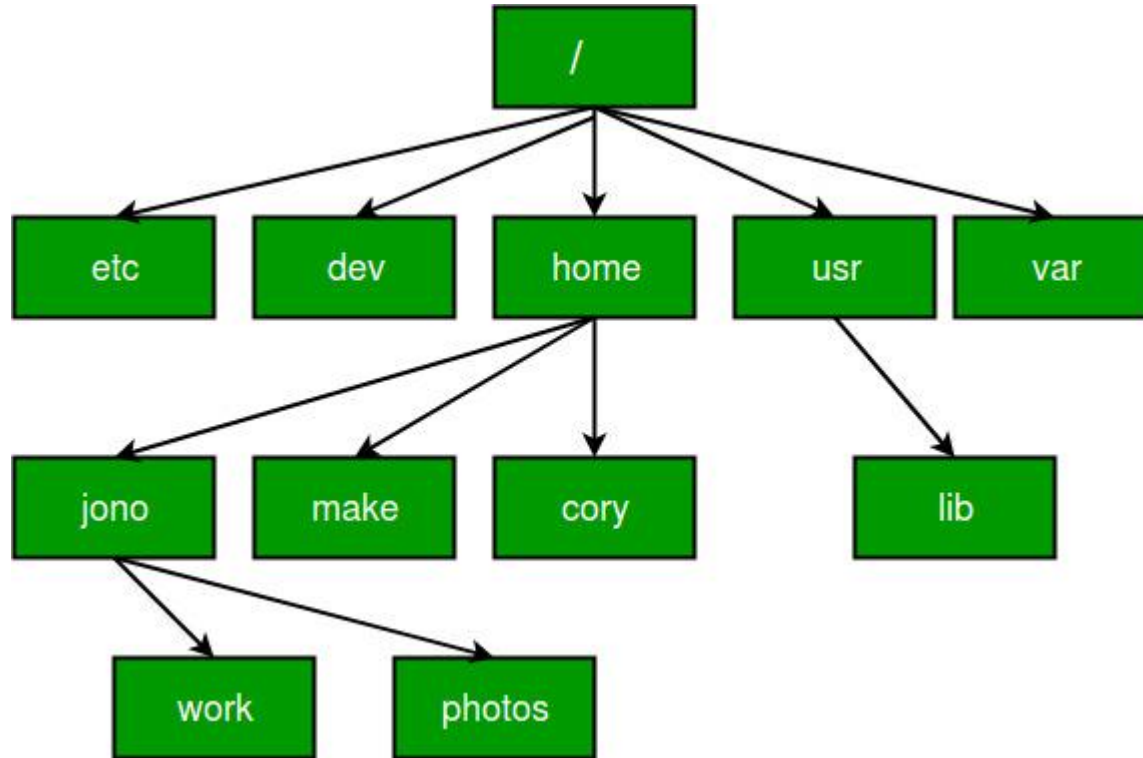 /
etc
dev
home
usr
var
jono
make
cory
lib
work
photos